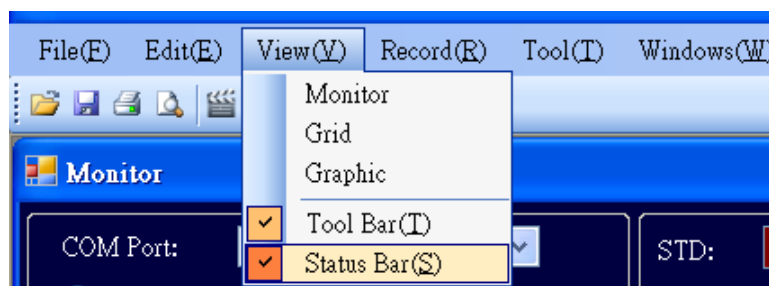 File(F) Edit(E) View(V) Record(R) Tool(T) Windows(W)
Monitor
Grid
Graphic
Tool Bar(T)
Status Bar(S)
Monitor
COM Port:
STD: